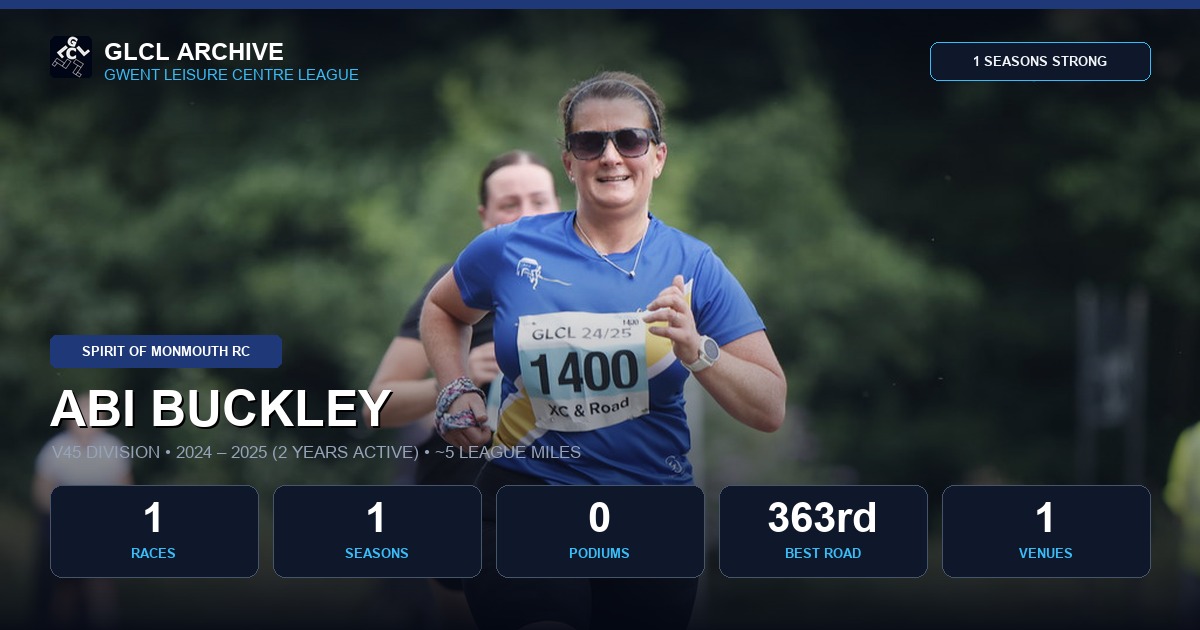 GLCL ARCHIVE
GWENT LEISURE CENTRE LEAGUE
1 SEASONS STRONG
GLCL 24/25
1400
XC & Road
SPIRIT OF MONMOUTH RC
ABI BUCKLEY
V45 DIVISION • 2024 – 2025 (2 YEARS ACTIVE) • ~5 LEAGUE MILES
1
RACES
1
SEASONS
0
PODIUMS
363rd
BEST ROAD
1
VENUES